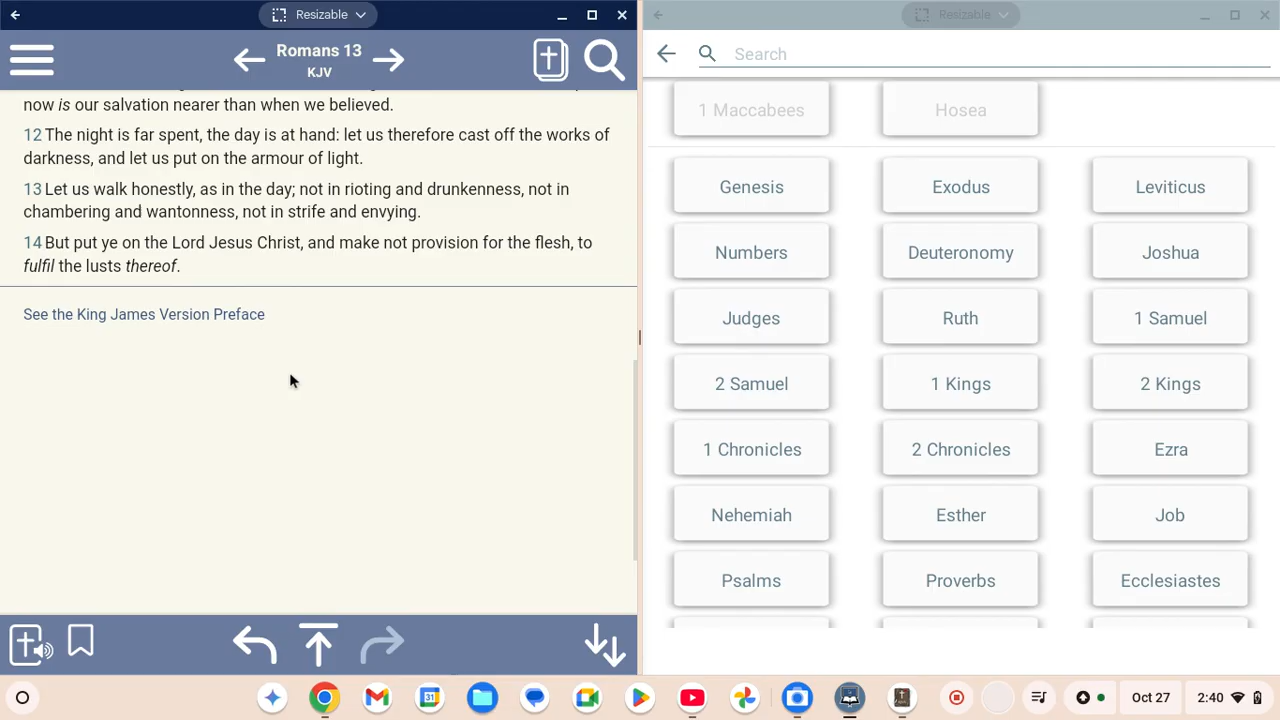 Resizable
Romans 13
KJV
now is our salvation nearer than when we believed.
12 The night is far spent, the day is at hand: let us therefore cast off the works of
darkness, and let us put on the armour of light.
13 Let us walk honestly, as in the day; not in rioting and drunkenness, not in
chambering and wantonness, not in strife and envying.
14 But put ye on the Lord Jesus Christ, and make not provision for the flesh, to
fulfil the lusts thereof.
See the King James Version Preface
Resizable
Search
1 Maccabees Hosea
Genesis Exodus Leviticus
Numbers Deuteronomy Joshua
Judges Ruth 1 Samuel
2 Samuel 1 Kings 2 Kings
1 Chronicles 2 Chronicles Ezra
Nehemiah Esther Job
Psalms Proverbs Ecclesiastes
31
Oct 27 2:40